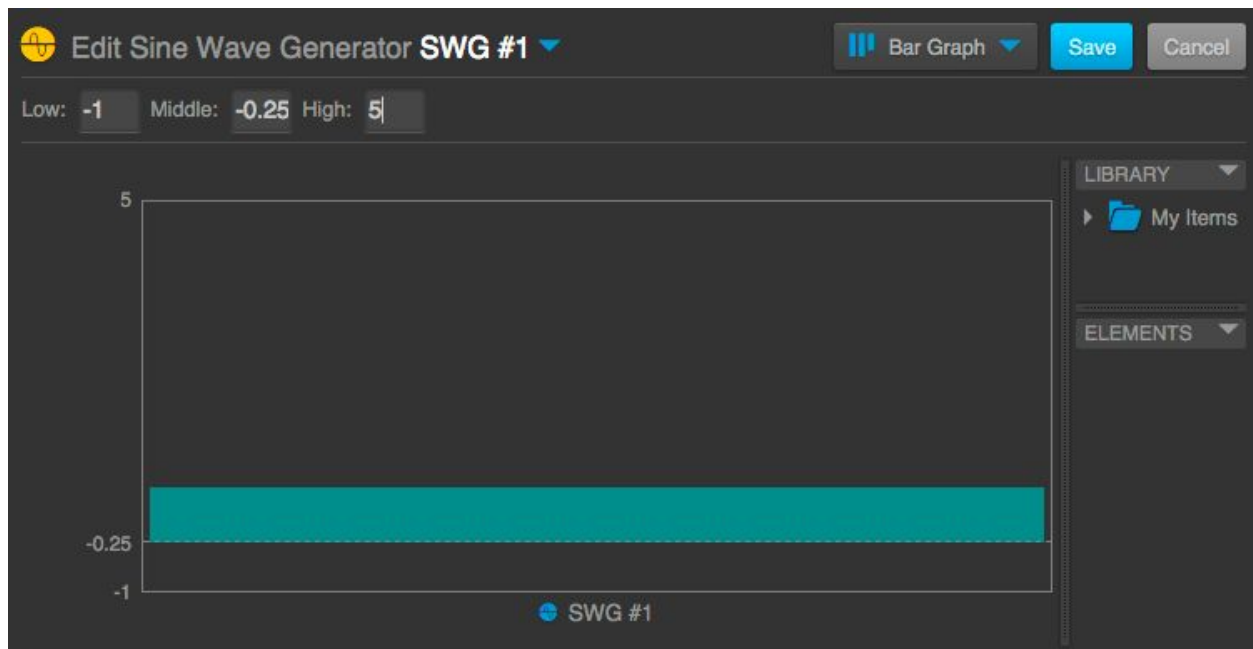 Edit Sine Wave Generator SWG #1 Bar Graph Save Cancel
Low: -1 Middle: -0.25 High: 5
LIBRARY
5
My Items
ELEMENTS
-0.25
-1
SWG #1